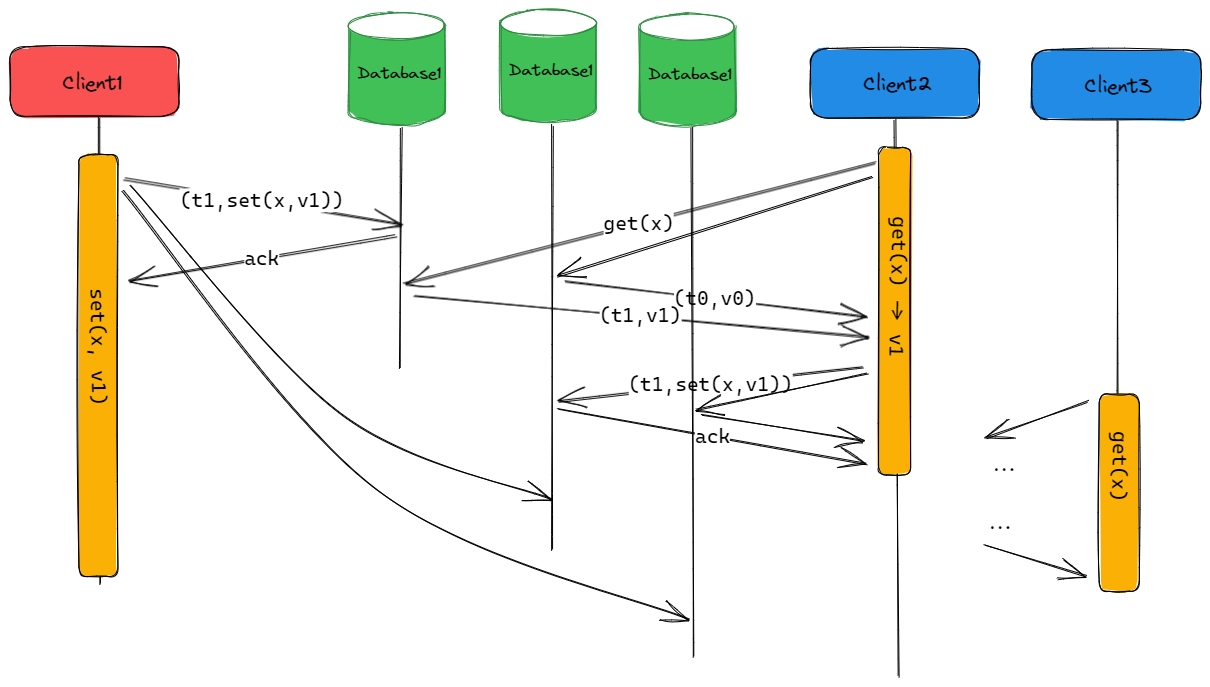 Client1
Database1
Database1
Database1
Client2
Client3
(t1,set(x,v1))
get(x)
ack
(t0,v0)
(t1,v1)
set(x, v1)
get(x) → v1
(t1,set(x,v1))
ack
get(x)
...
...